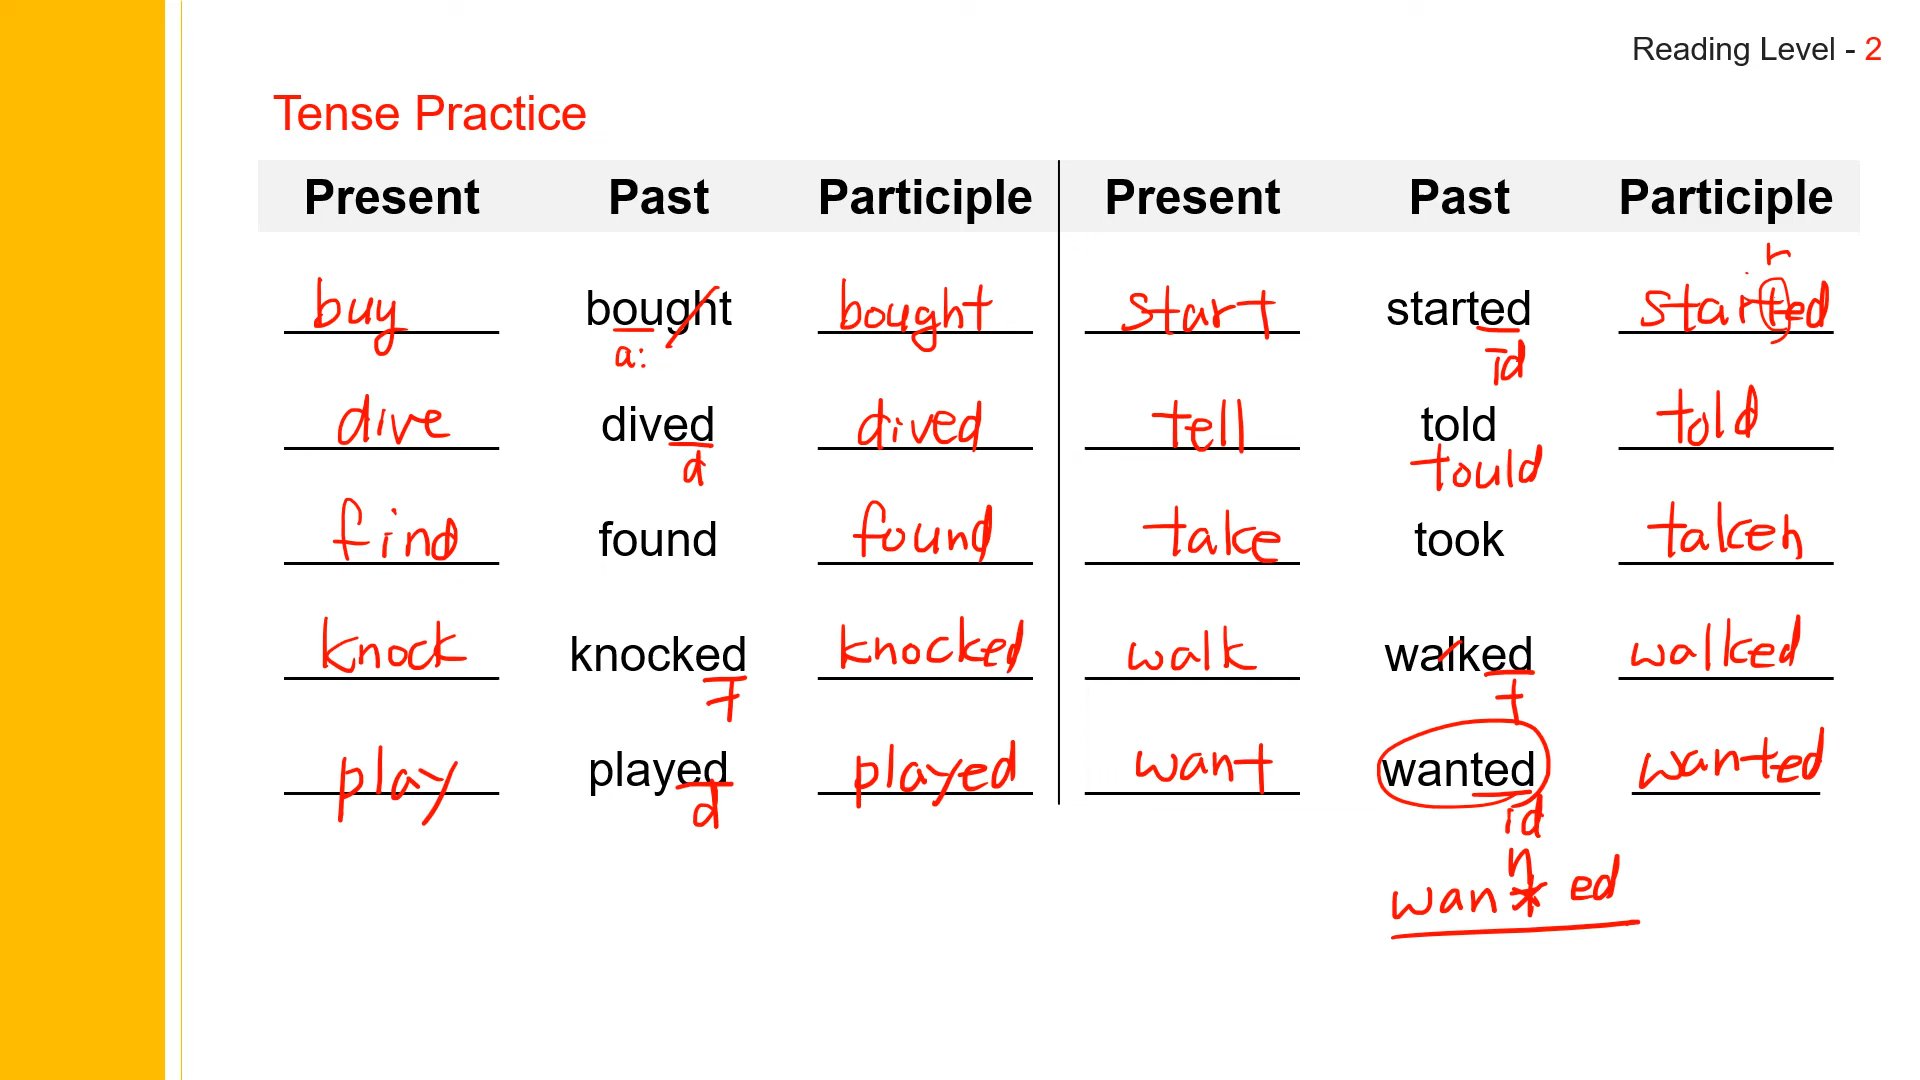 Reading Level - 2
Tense Practice
Present Past Participle Present Past Participle
r
buy bought bought start started started
a: id
dive dived dived tell told told
d tould
find found found take took taken
knock knocked knocked walk walked walked
t t
play played played want wanted wanted
d id
n
want ed